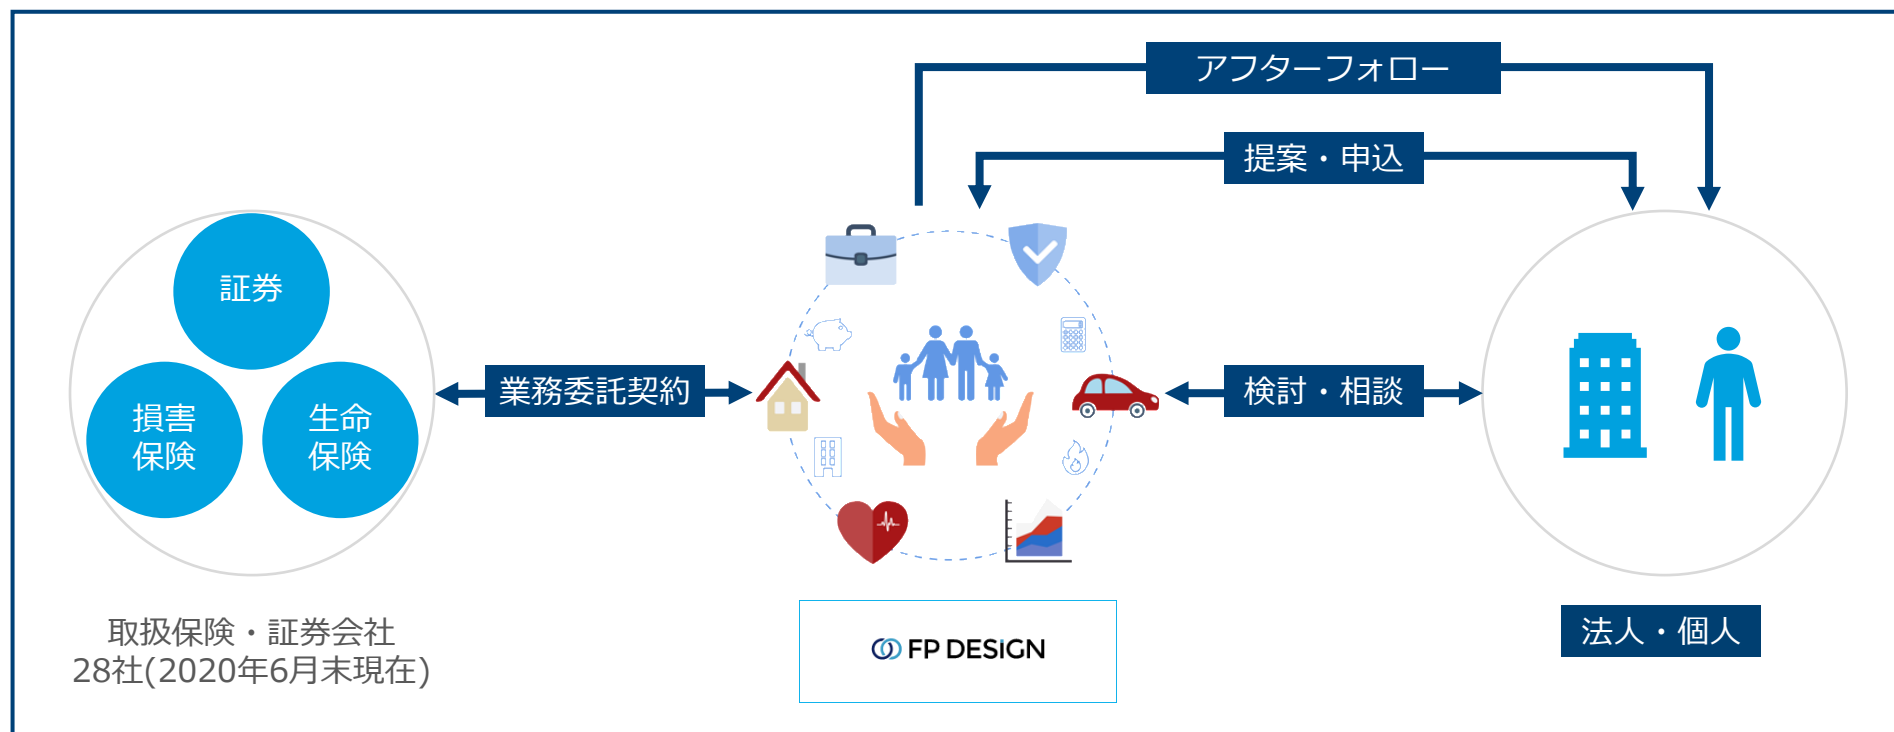 アフターフォロー
提案・申込
証券
損害
保険
生命
保険
業務委託契約
検討・相談
取扱保険・証券会社
28社(2020年6月末現在)
FP DESiGN
法人・個人